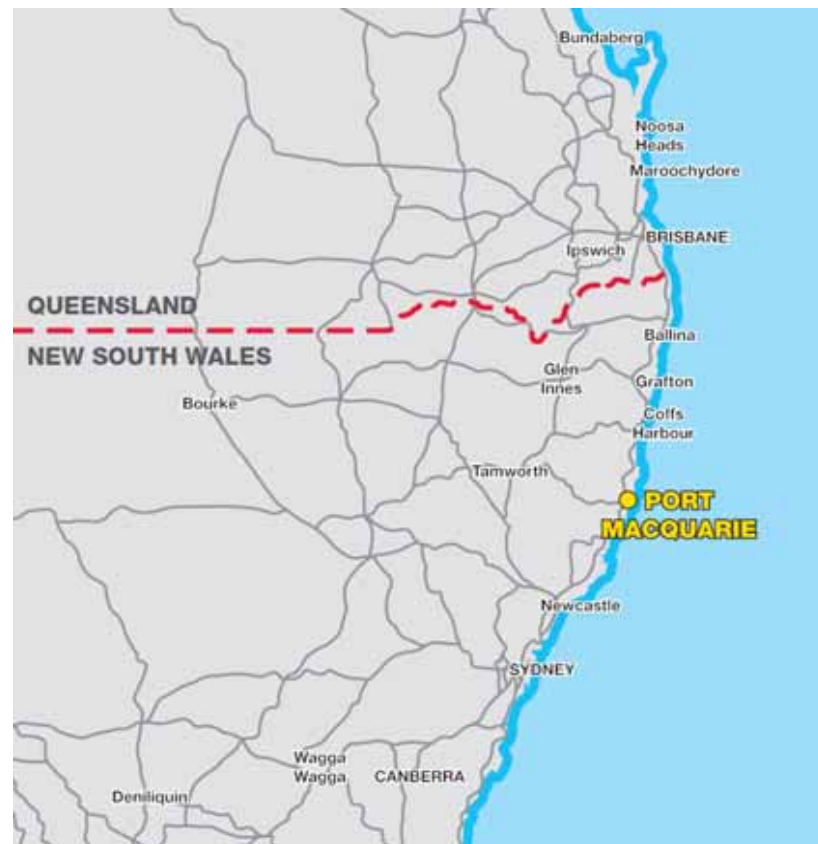 Bundaberg
Noosa
Heads
Maroochydore
BRISBANE
Ipswich
QUEENSLAND
NEW SOUTH WALES
Ballina
Glen
Innes
Grafton
Bourke
Coffs
Harbour
Tamworth
PORT
MACQUARIE
Newcastle
SYDNEY
Wagga
Wagga
CANBERRA
Deniliquin